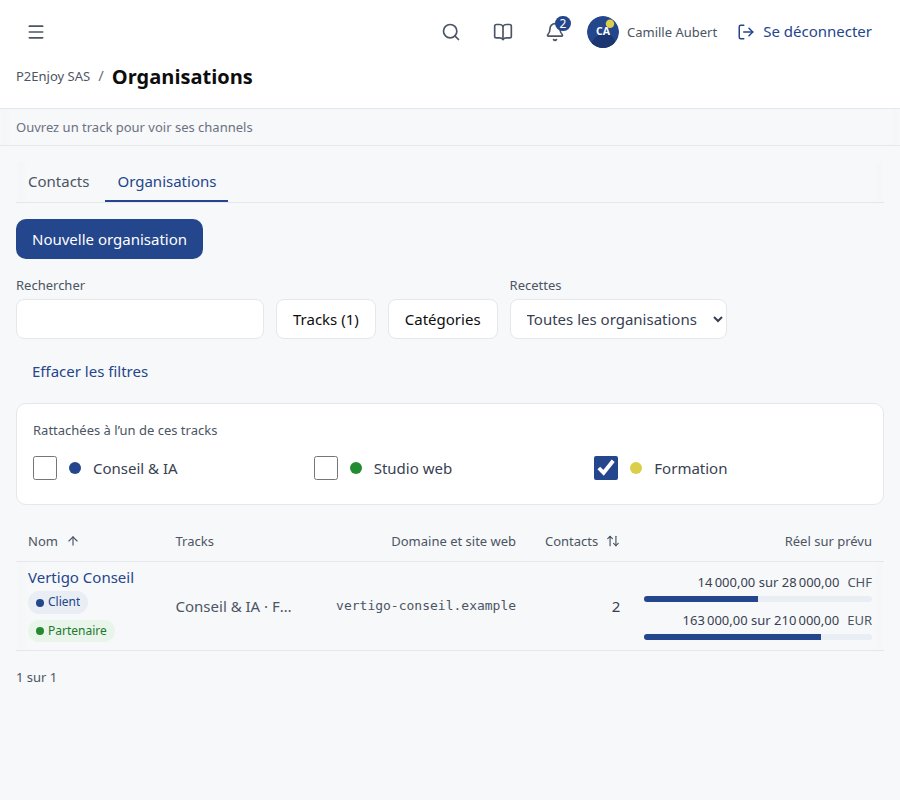 2
CA
Camille Aubert
Se déconnecter
P2Enjoy SAS / Organisations
Ouvrez un track pour voir ses channels
Contacts
Organisations
Nouvelle organisation
Rechercher
Recettes
Tracks (1)
Catégories
Toutes les organisations
Effacer les filtres
Rattachées à l'un de ces tracks
Conseil & IA
Studio web
Formation
Nom
Tracks
Domaine et site web
Contacts
Réel sur prévu
Vertigo Conseil
Client
Partenaire
Conseil & IA · F...
vertigo-conseil.example
2
14 000,00 sur 28 000,00 CHF
163 000,00 sur 210 000,00 EUR
1 sur 1